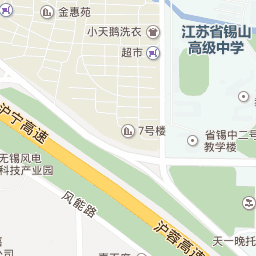 金惠苑
江苏省锡山
高级中学
小天鹅洗衣
超市
7号楼
省锡中二号
教学楼
沪宁高速
无锡风电
科技产业园
风能路
沪蓉高速
天一晚托